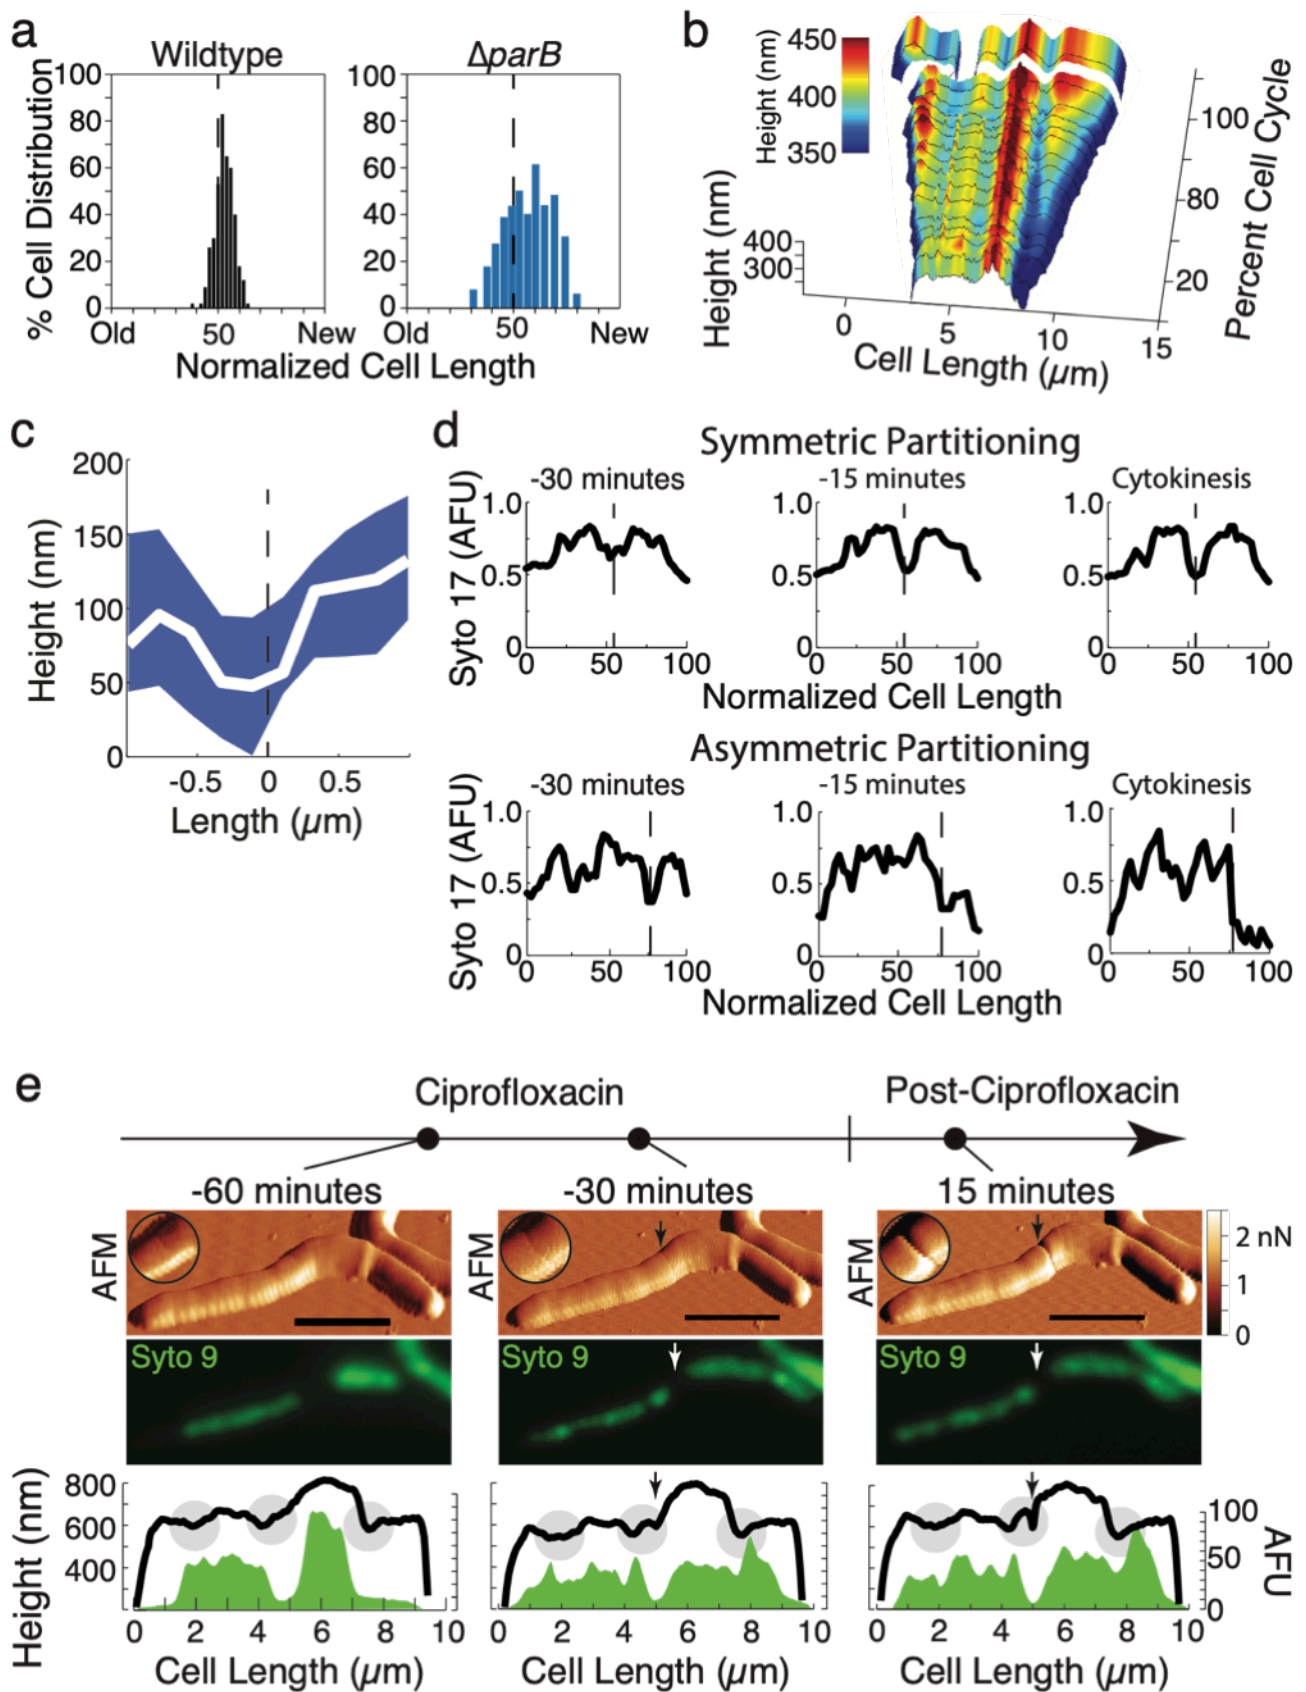 a
Wildtype
ΔparB
% Cell Distribution
100
80
60
40
20
0
Old
50
New
100
80
60
40
20
0
Old
50
New
Normalized Cell Length
b
Height (nm)
450
400
350
Height (nm)
400
300
0
5
10
15
Cell Length (µm)
100
80
20
Percent Cell Cycle
c
Height (nm)
200
150
100
50
0
-0.5
0
0.5
Length (µm)
d
Symmetric Partitioning
-30 minutes
-15 minutes
Cytokinesis
Syto 17 (AFU)
1.0
0.5
0
0
50
100
1.0
0.5
0
0
50
100
1.0
0.5
0
0
50
100
Normalized Cell Length
Asymmetric Partitioning
-30 minutes
-15 minutes
Cytokinesis
Syto 17 (AFU)
1.0
0.5
0
0
50
100
1.0
0.5
0
0
50
100
1.0
0.5
0
0
50
100
Normalized Cell Length
e
Ciprofloxacin
Post-Ciprofloxacin
-60 minutes
-30 minutes
15 minutes
AFM
AFM
AFM
2 nN
1
0
Syto 9
Syto 9
Syto 9
Height (nm)
800
600
400
0 2 4 6 8 10
0 2 4 6 8 10
0 2 4 6 8 10
100
50
0
AFU
Cell Length (µm)
Cell Length (µm)
Cell Length (µm)